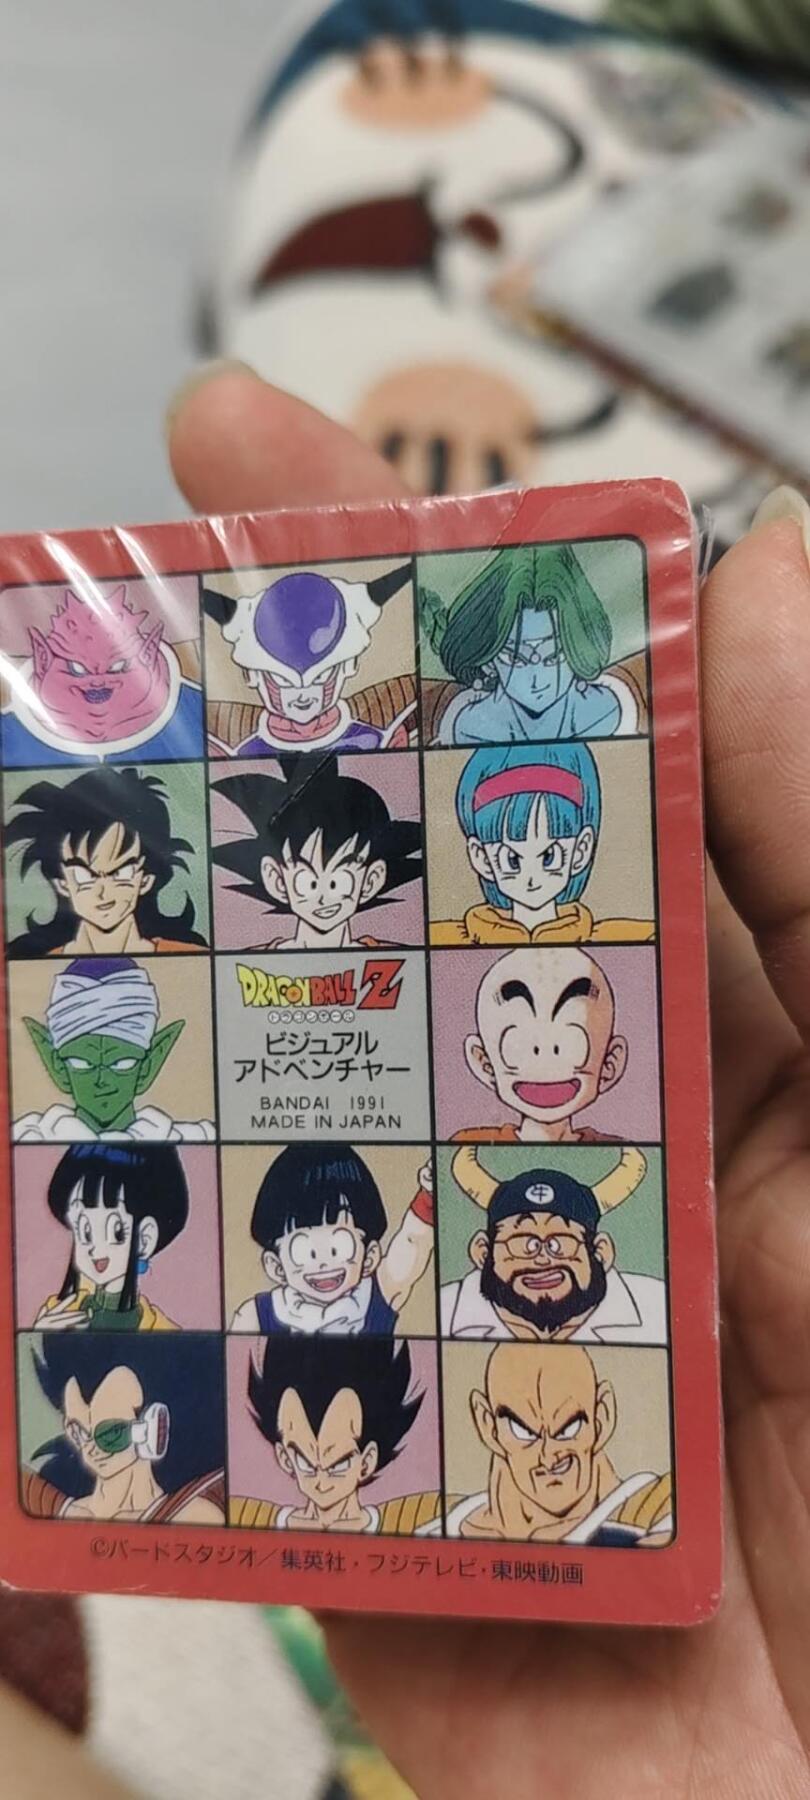 DRAGON BALL Z
ドラゴンボールZ
ビジュアル
アドベンチャー
BANDAI 1991
MADE IN JAPAN
牛
©バードスタジオ／集英社・フジテレビ・東映動画